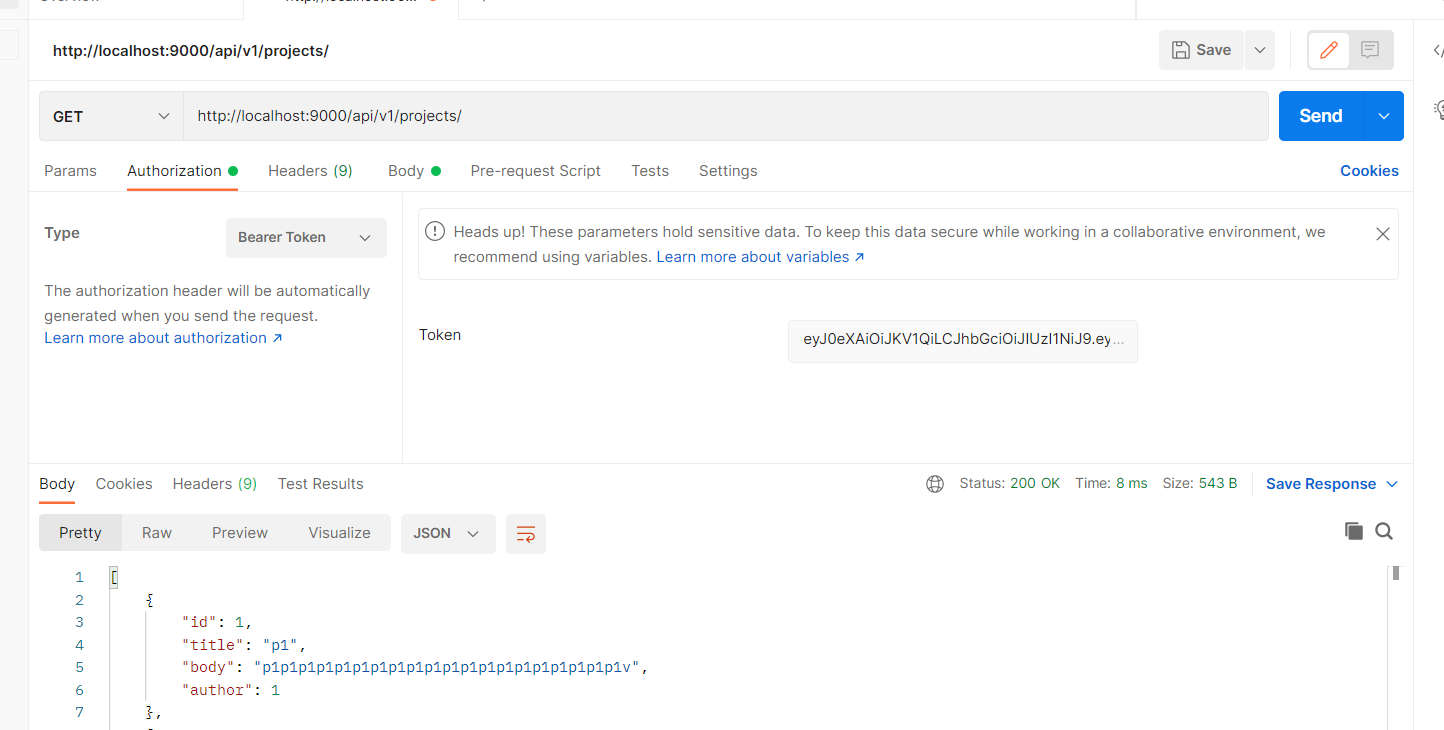 http://localhost:9000/api/v1/projects/
Save
GET
http://localhost:9000/api/v1/projects/
Send
Params
Authorization
Headers (9)
Body
Pre-request Script
Tests
Settings
Cookies
Type
Bearer Token
The authorization header will be automatically
generated when you send the request.
Learn more about authorization ↗
Heads up! These parameters hold sensitive data. To keep this data secure while working in a collaborative environment, we
recommend using variables. Learn more about variables ↗
Token
eyJ0eXAiOiJKV1QiLCJhbGciOiJIUzI1NiJ9.ey...
Body
Cookies
Headers (9)
Test Results
Status: 200 OK
Time: 8 ms
Size: 543 B
Save Response
Pretty
Raw
Preview
Visualize
JSON
1 [
2 {
3 "id": 1,
4 "title": "p1",
5 "body": "p1p1p1p1p1p1p1p1p1p1p1p1p1p1p1p1p1p1p1p1v",
6 "author": 1
7 },